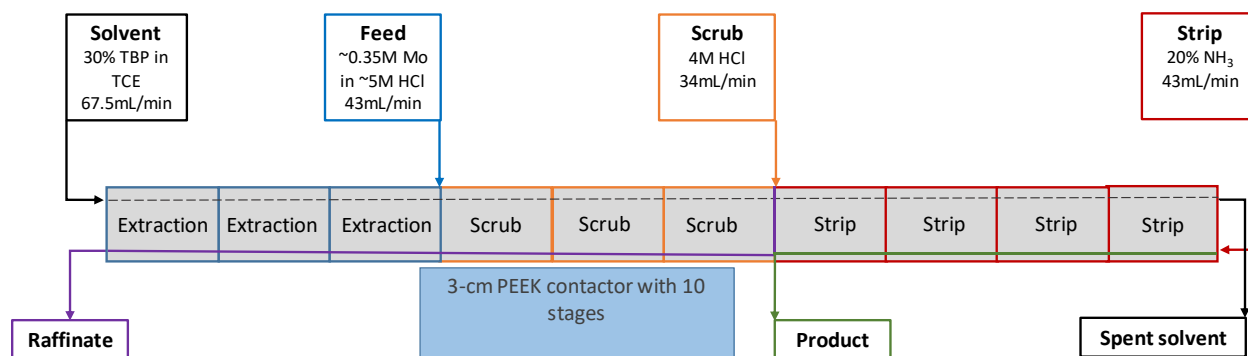 Solvent
30% TBP in
TCE
67.5mL/min
Feed
~0.35M Mo
in ~5M HCl
43mL/min
Scrub
4M HCl
34mL/min
Strip
20% NH₃
43mL/min
Extraction
Extraction
Extraction
Scrub
Scrub
Scrub
Strip
Strip
Strip
Strip
3-cm PEEK contactor with 10
stages
Raffinate
Product
Spent solvent